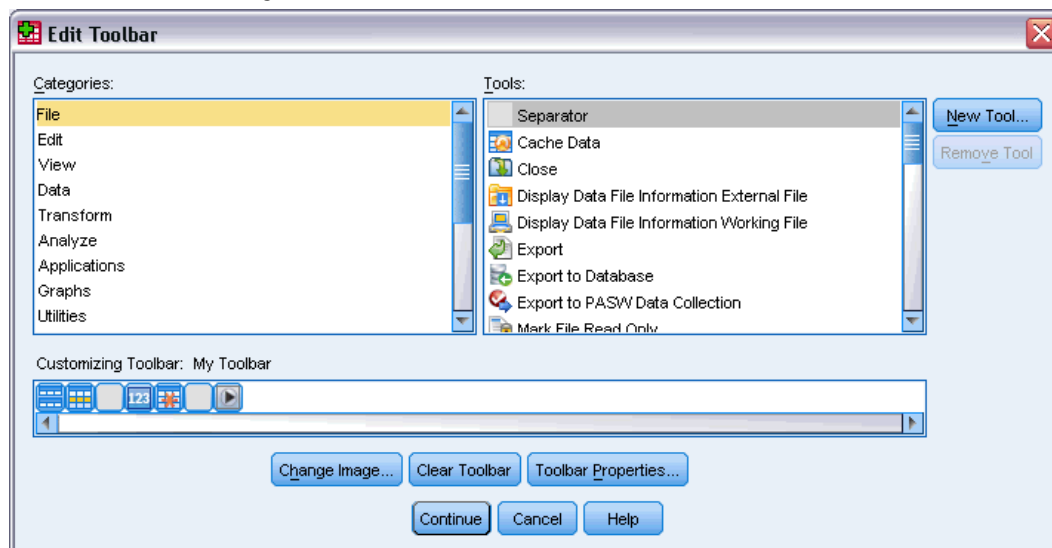 Edit Toolbar
Categories:
File
Edit
View
Data
Transform
Analyze
Applications
Graphs
Utilities
Tools:
Separator
Cache Data
Close
Display Data File Information External File
Display Data File Information Working File
Export
Export to Database
Export to PASW Data Collection
Mark File Read Only
New Tool...
Remove Tool
Customizing Toolbar: My Toolbar
123
Change Image...
Clear Toolbar
Toolbar Properties...
Continue
Cancel
Help